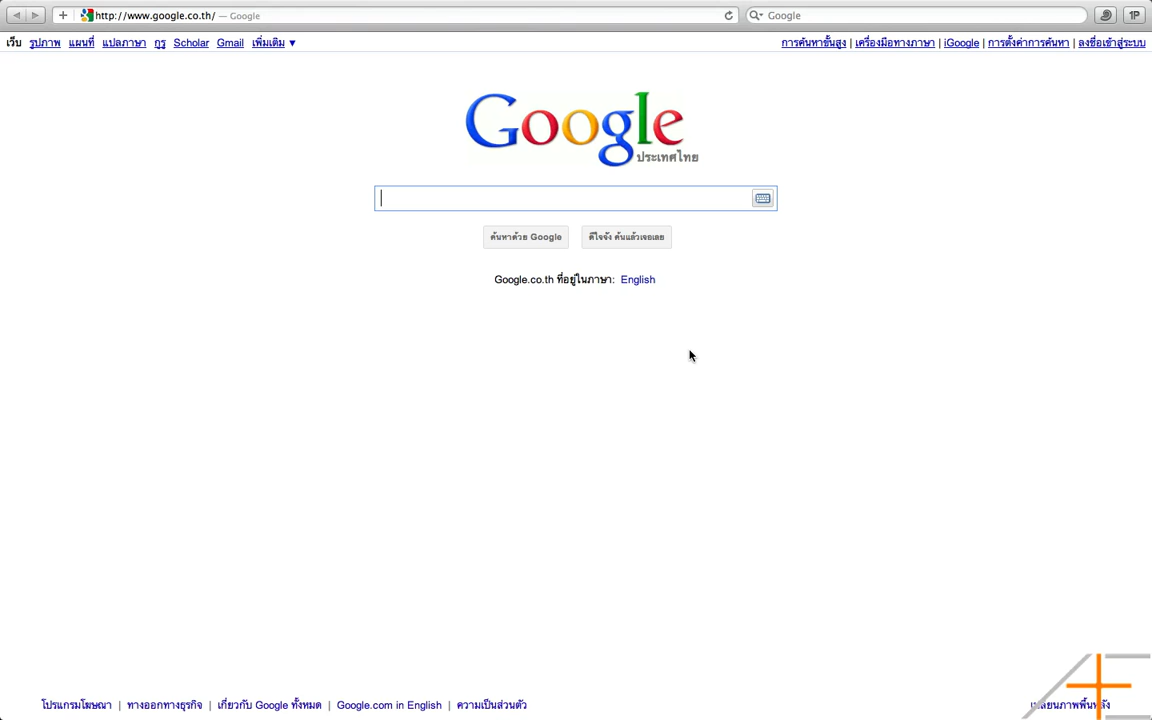 http://www.google.co.th/ — Google
Google
1P
เว็บ รูปภาพ แผนที่ แปลภาษา กูรู Scholar Gmail เพิ่มเติม ▼
การค้นหาขั้นสูง | เครื่องมือทางภาษา | iGoogle | การตั้งค่าการค้นหา | ลงชื่อเข้าสู่ระบบ
Google
ประเทศไทย
ค้นหาด้วย Google
ดีใจจัง ค้นแล้วเจอเลย
Google.co.th ที่อยู่ในภาษา: English
โปรแกรมโฆษณา | ทางออกทางธุรกิจ | เกี่ยวกับ Google ทั้งหมด | Google.com in English | ความเป็นส่วนตัว